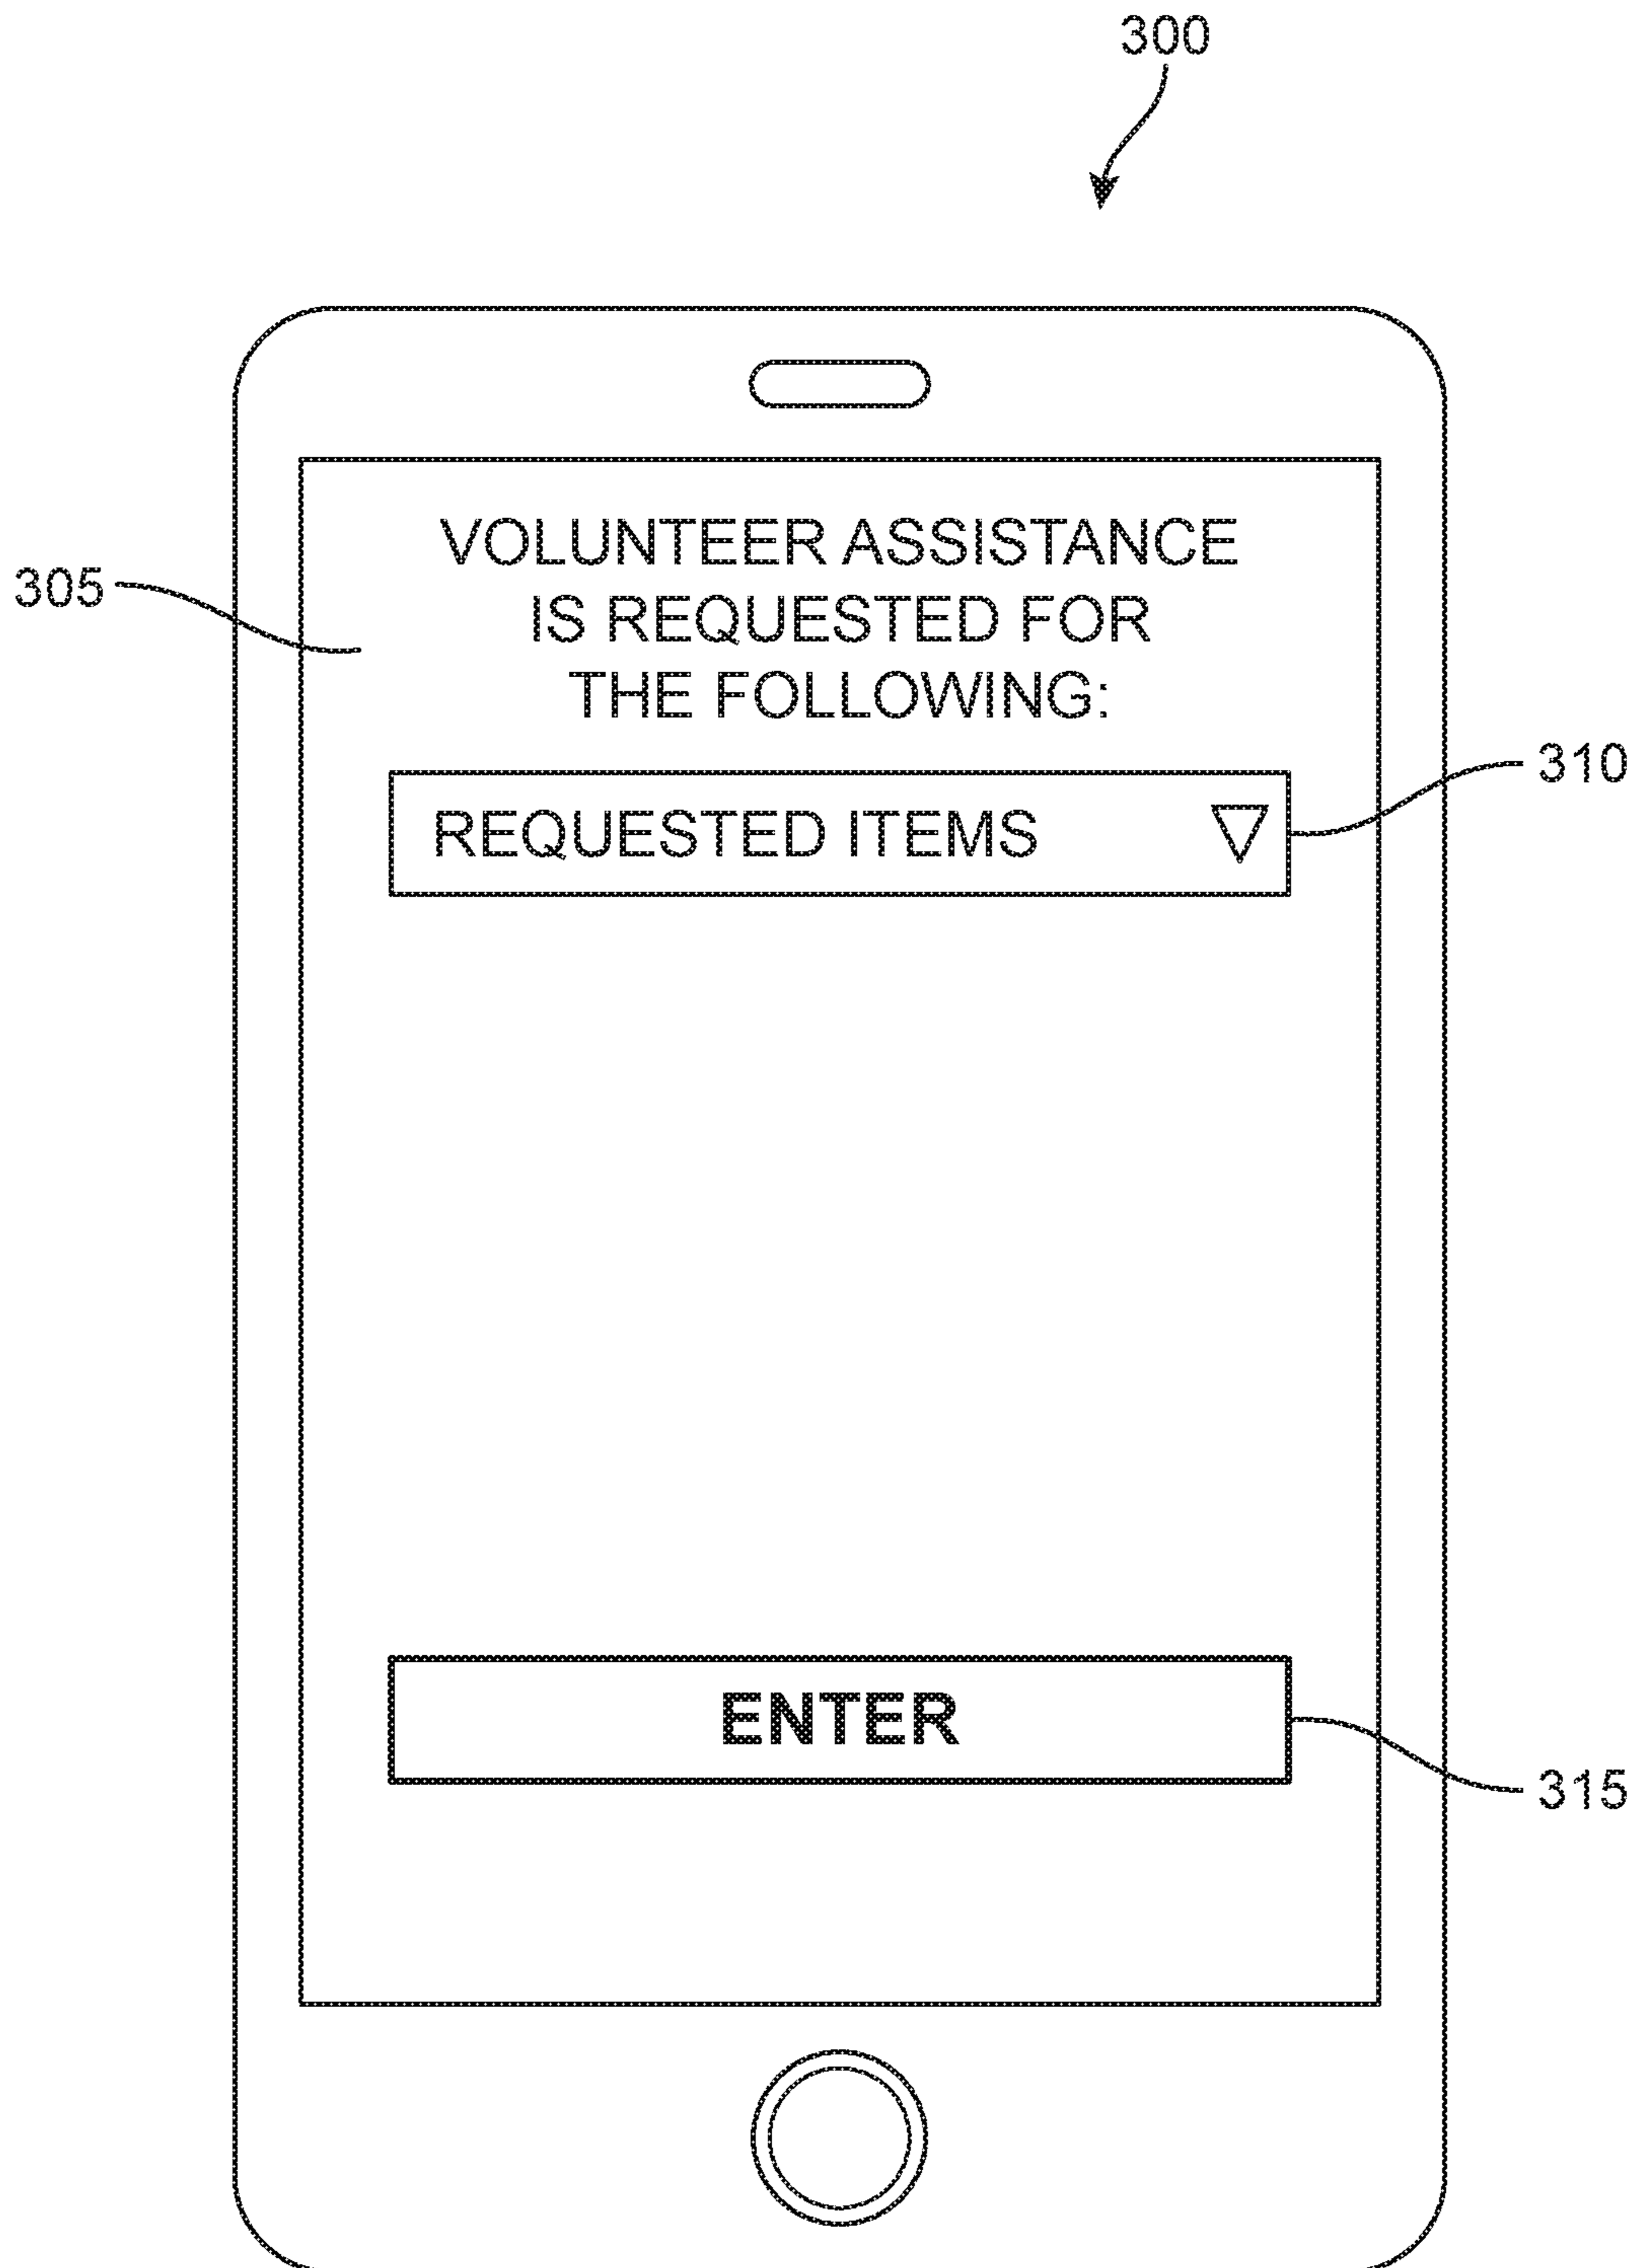 300
VOLUNTEER ASSISTANCE
305
IS REQUESTED FOR
THE FOLLOWING:
310
REQUESTED ITEMS
ENTER
315